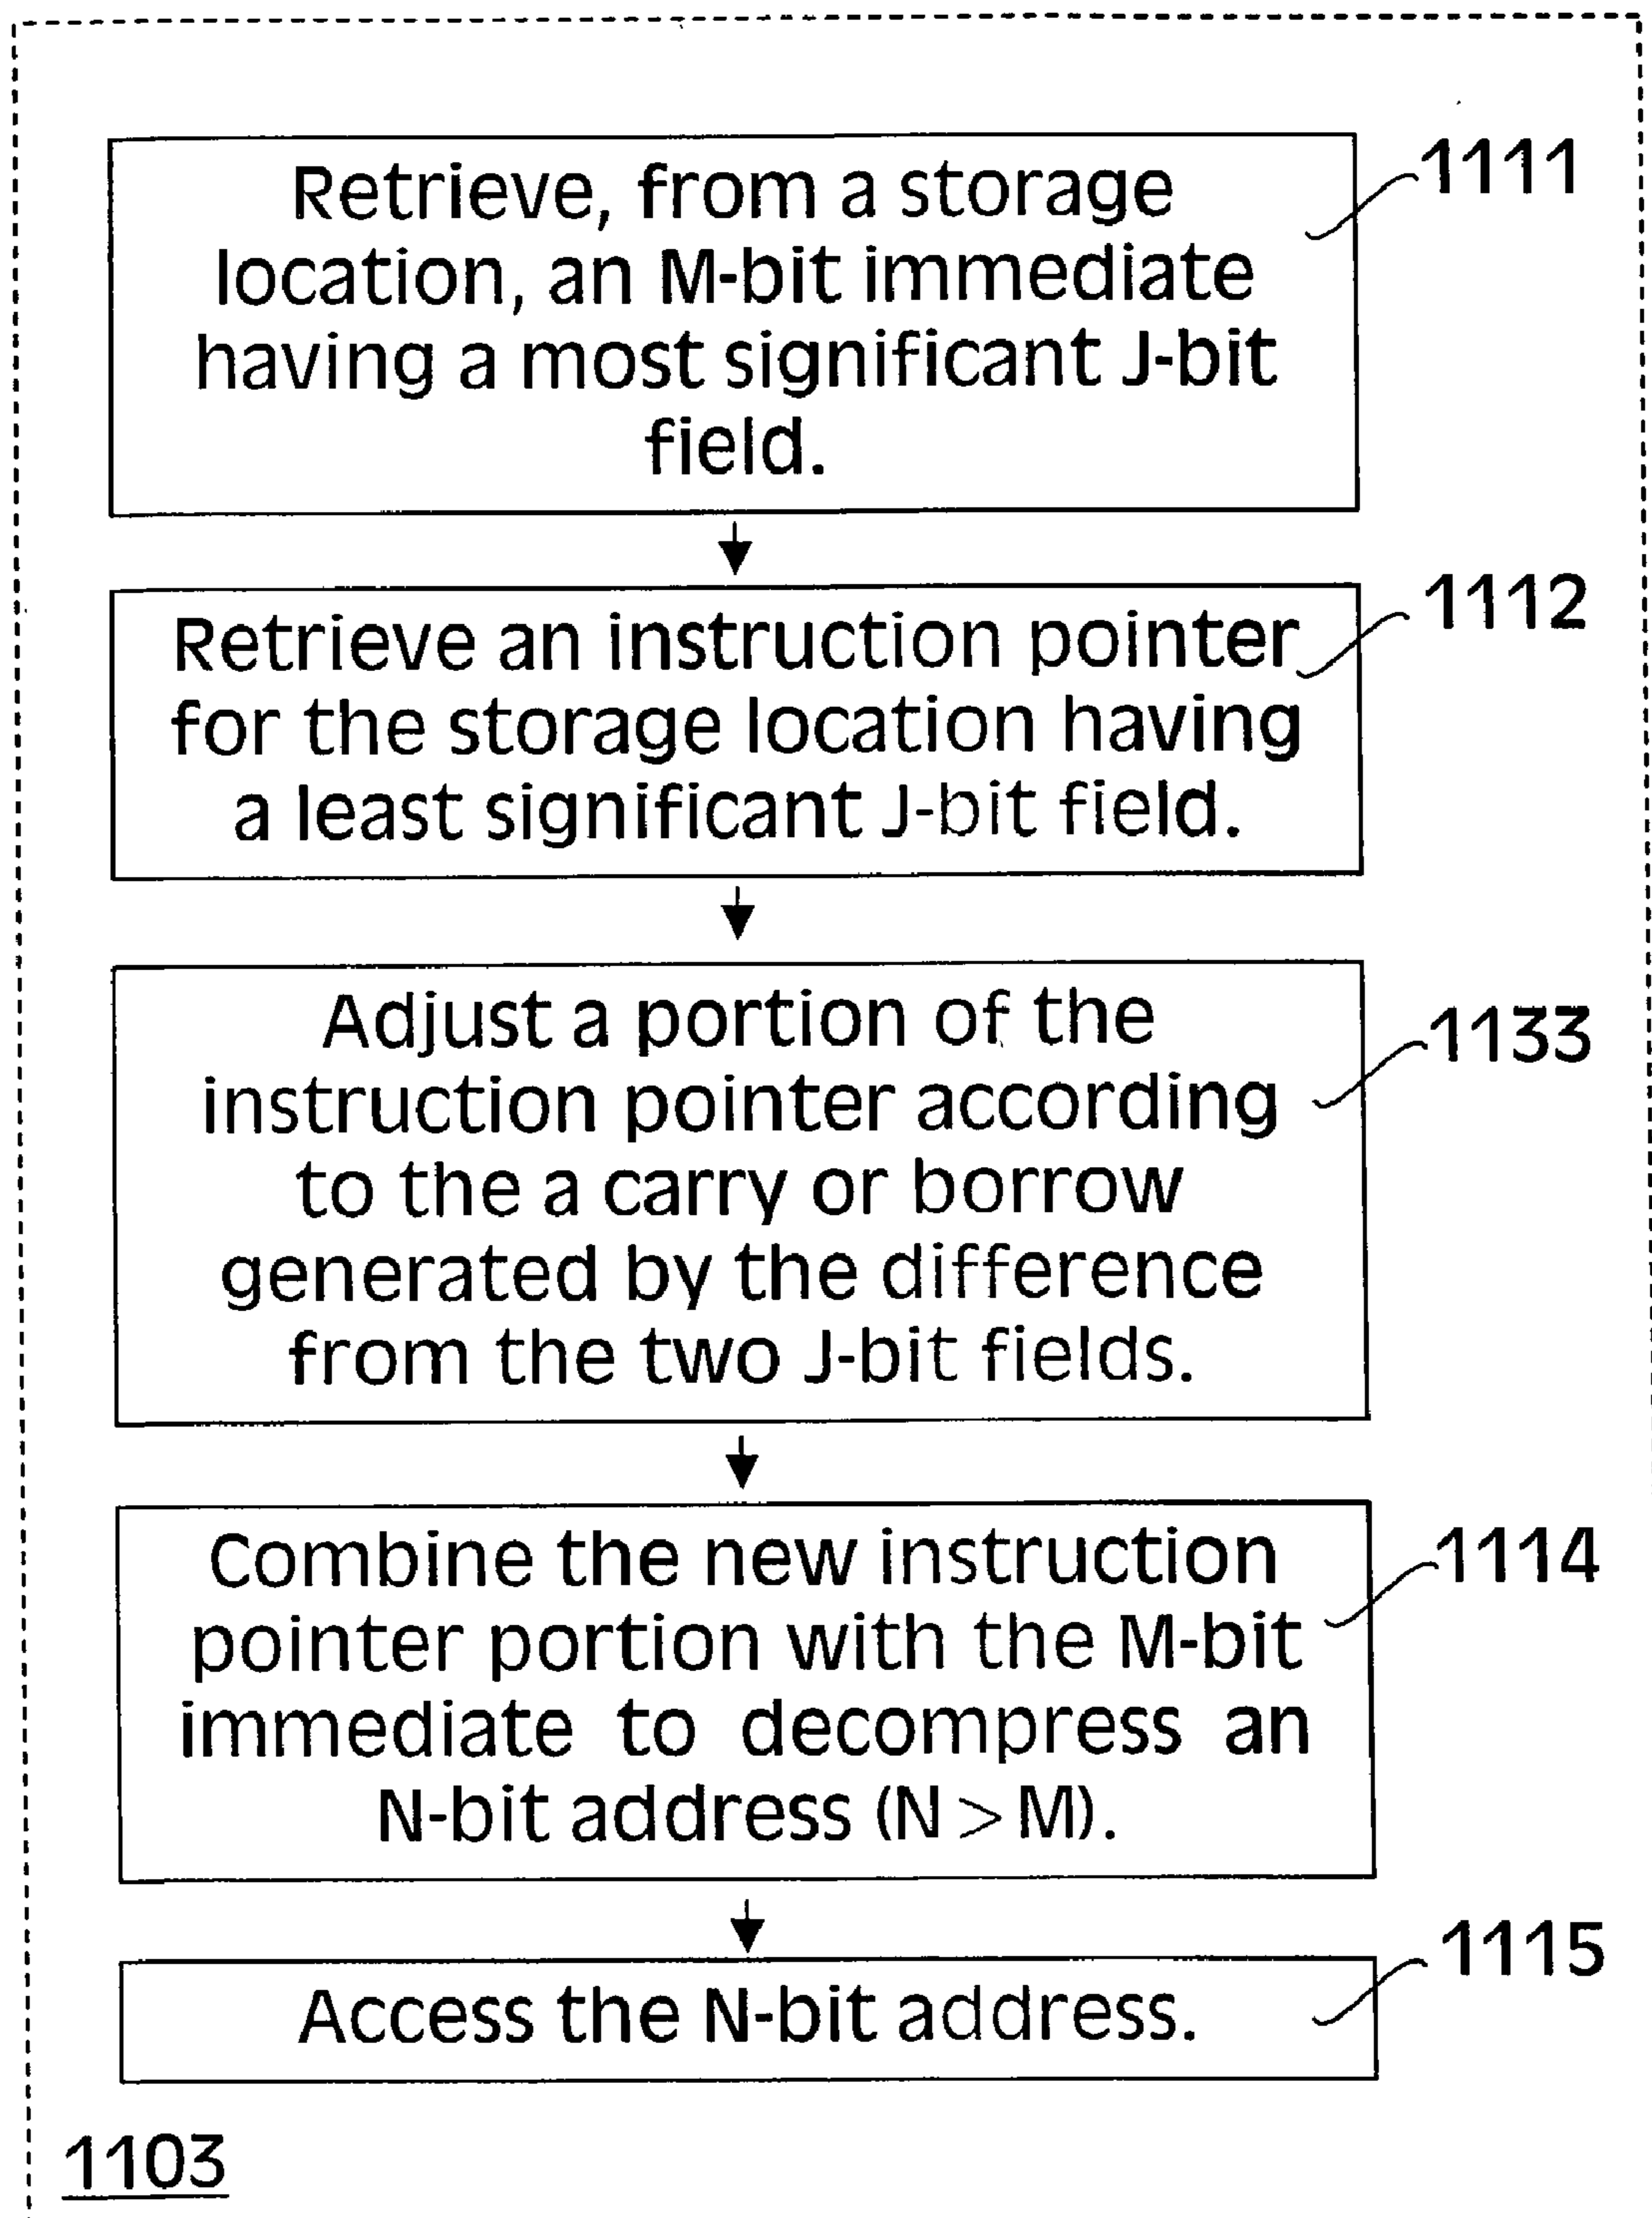 Retrieve, from a storage
location, an M-bit immediate
having a most significant J-bit
field.
1111
Retrieve an instruction pointer
for the storage location having
a least significant J-bit field.
1112
Adjust a portion of the
instruction pointer according
to the a carry or borrow
generated by the difference
from the two J-bit fields.
1133
Combine the new instruction
pointer portion with the M-bit
immediate to decompress an
N-bit address (N > M).
1114
Access the N-bit address.
1115
1103